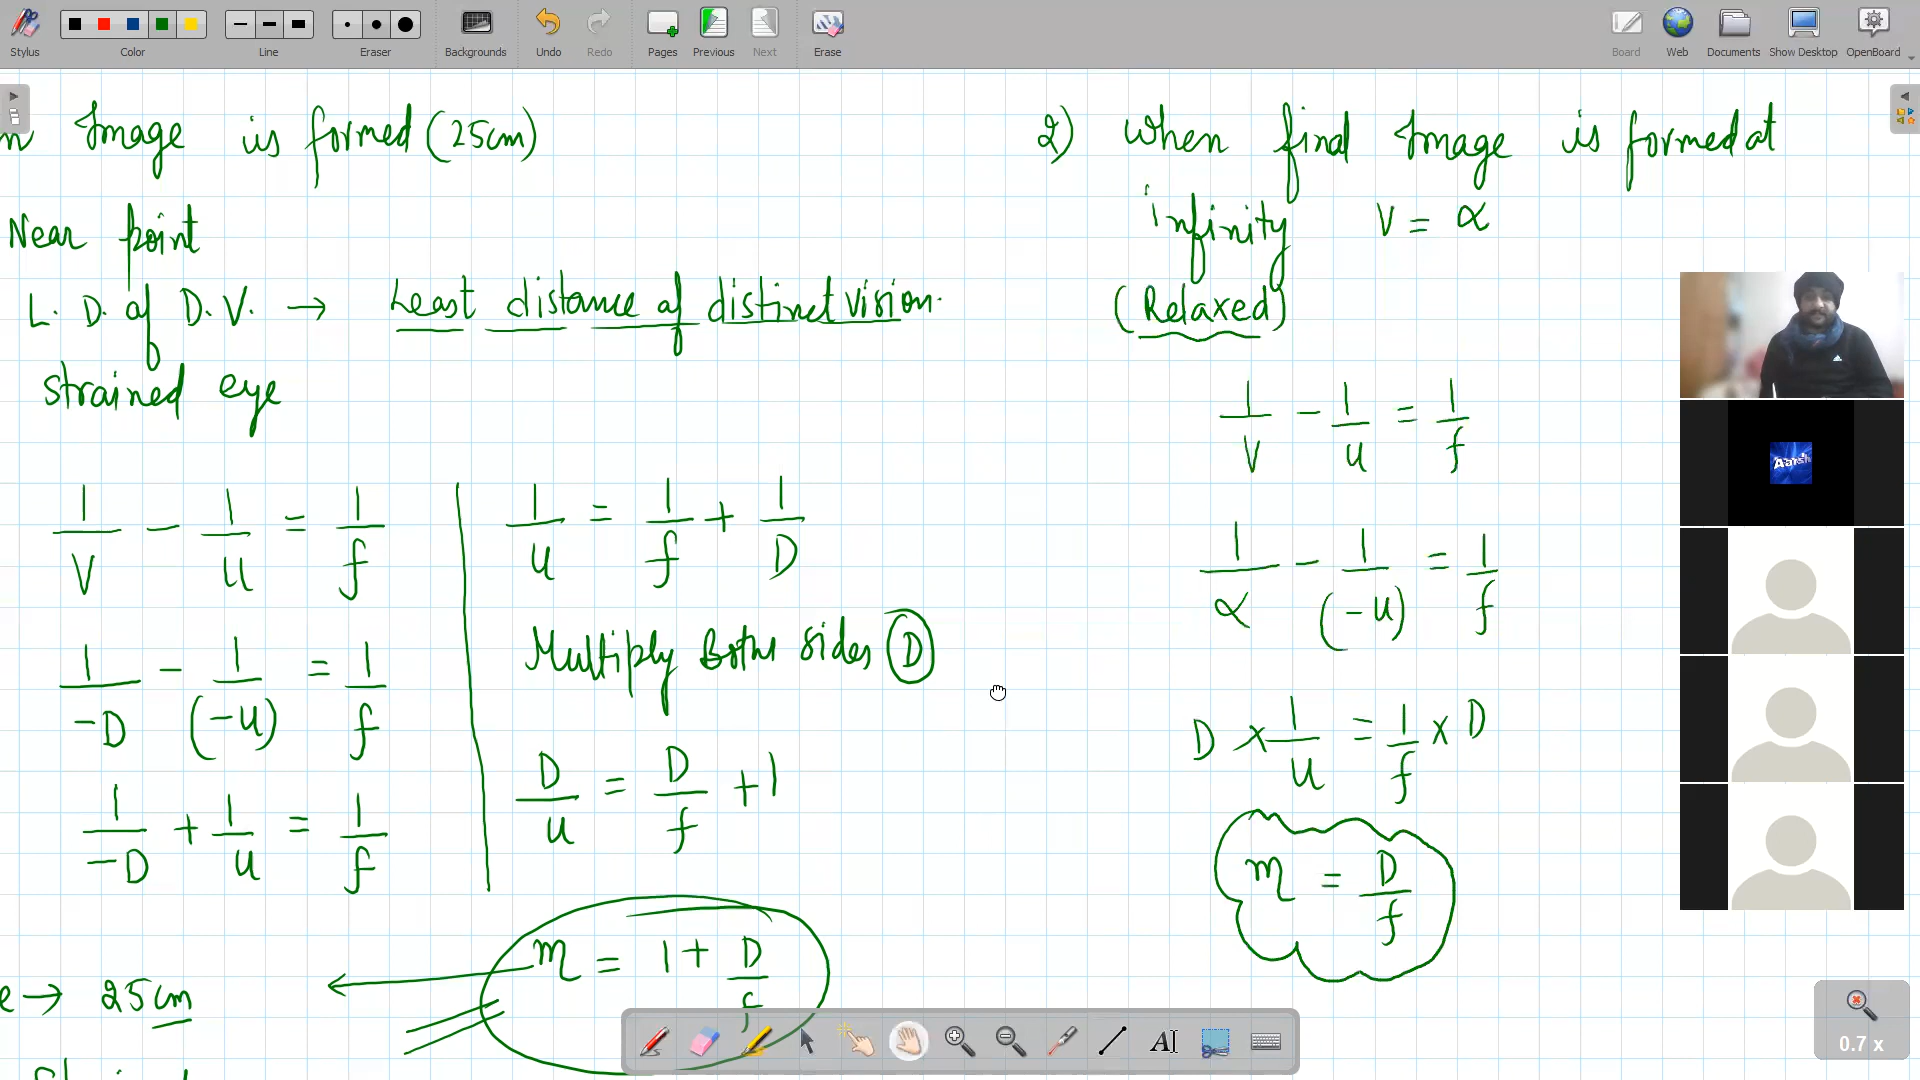 Stylus Color Line Eraser Backgrounds Undo Redo Pages Previous Next Erase Board Web Documents Show Desktop OpenBoard
n Image is formed (25cm)
Near point
L. D. of D. V. → Least distance of distinct vision.
strained eye
1/V - 1/u = 1/f
1/-D - 1/(-u) = 1/f
1/-D + 1/u = 1/f
1/u = 1/f + 1/D
Multiply Boths sides D
D/u = D/f + 1
m = 1 + D/f
e → 25cm
2) When final Image is formed at
infinity V = α
(Relaxed)
1/V - 1/u = 1/f
1/α - 1/(-u) = 1/f
D × 1/u = 1/f × D
m = D/f
Aarsh
AI
0.7 x